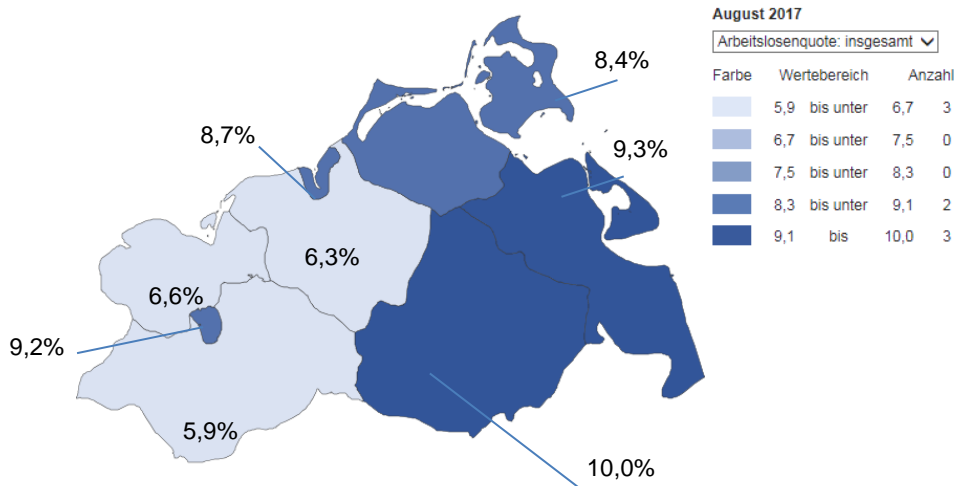 August 2017
Arbeitslosenquote: insgesamt
Farbe Wertebereich Anzahl
5,9 bis unter 6,7 3
6,7 bis unter 7,5 0
7,5 bis unter 8,3 0
8,3 bis unter 9,1 2
9,1 bis 10,0 3
8,4%
8,7%
9,3%
6,3%
6,6%
9,2%
5,9%
10,0%